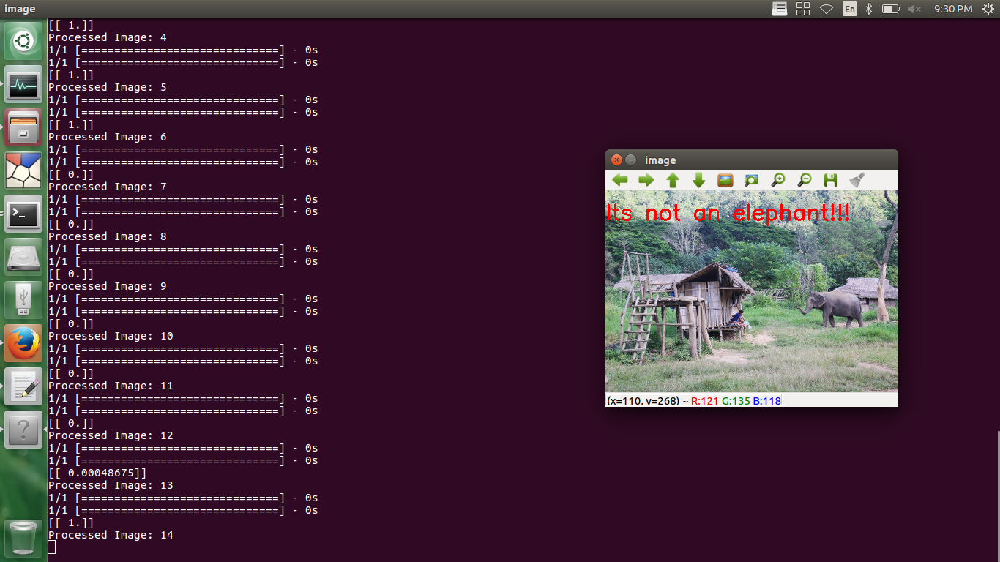 image
En
9:30 PM
[[ 1.]]
Processed Image: 4
1/1 [==============================] - 0s
1/1 [==============================] - 0s
[[ 1.]]
Processed Image: 5
1/1 [==============================] - 0s
1/1 [==============================] - 0s
[[ 1.]]
Processed Image: 6
1/1 [==============================] - 0s
1/1 [==============================] - 0s
[[ 0.]]
Processed Image: 7
1/1 [==============================] - 0s
1/1 [==============================] - 0s
[[ 0.]]
Processed Image: 8
1/1 [==============================] - 0s
1/1 [==============================] - 0s
[[ 0.]]
Processed Image: 9
1/1 [==============================] - 0s
1/1 [==============================] - 0s
[[ 0.]]
Processed Image: 10
1/1 [==============================] - 0s
1/1 [==============================] - 0s
[[ 0.]]
Processed Image: 11
1/1 [==============================] - 0s
1/1 [==============================] - 0s
[[ 0.]]
Processed Image: 12
1/1 [==============================] - 0s
1/1 [==============================] - 0s
[[ 0.00048675]]
Processed Image: 13
1/1 [==============================] - 0s
1/1 [==============================] - 0s
[[ 1.]]
Processed Image: 14
image
Its not an elephant!!!
(x=110, y=268) ~ R:121 G:135 B:118